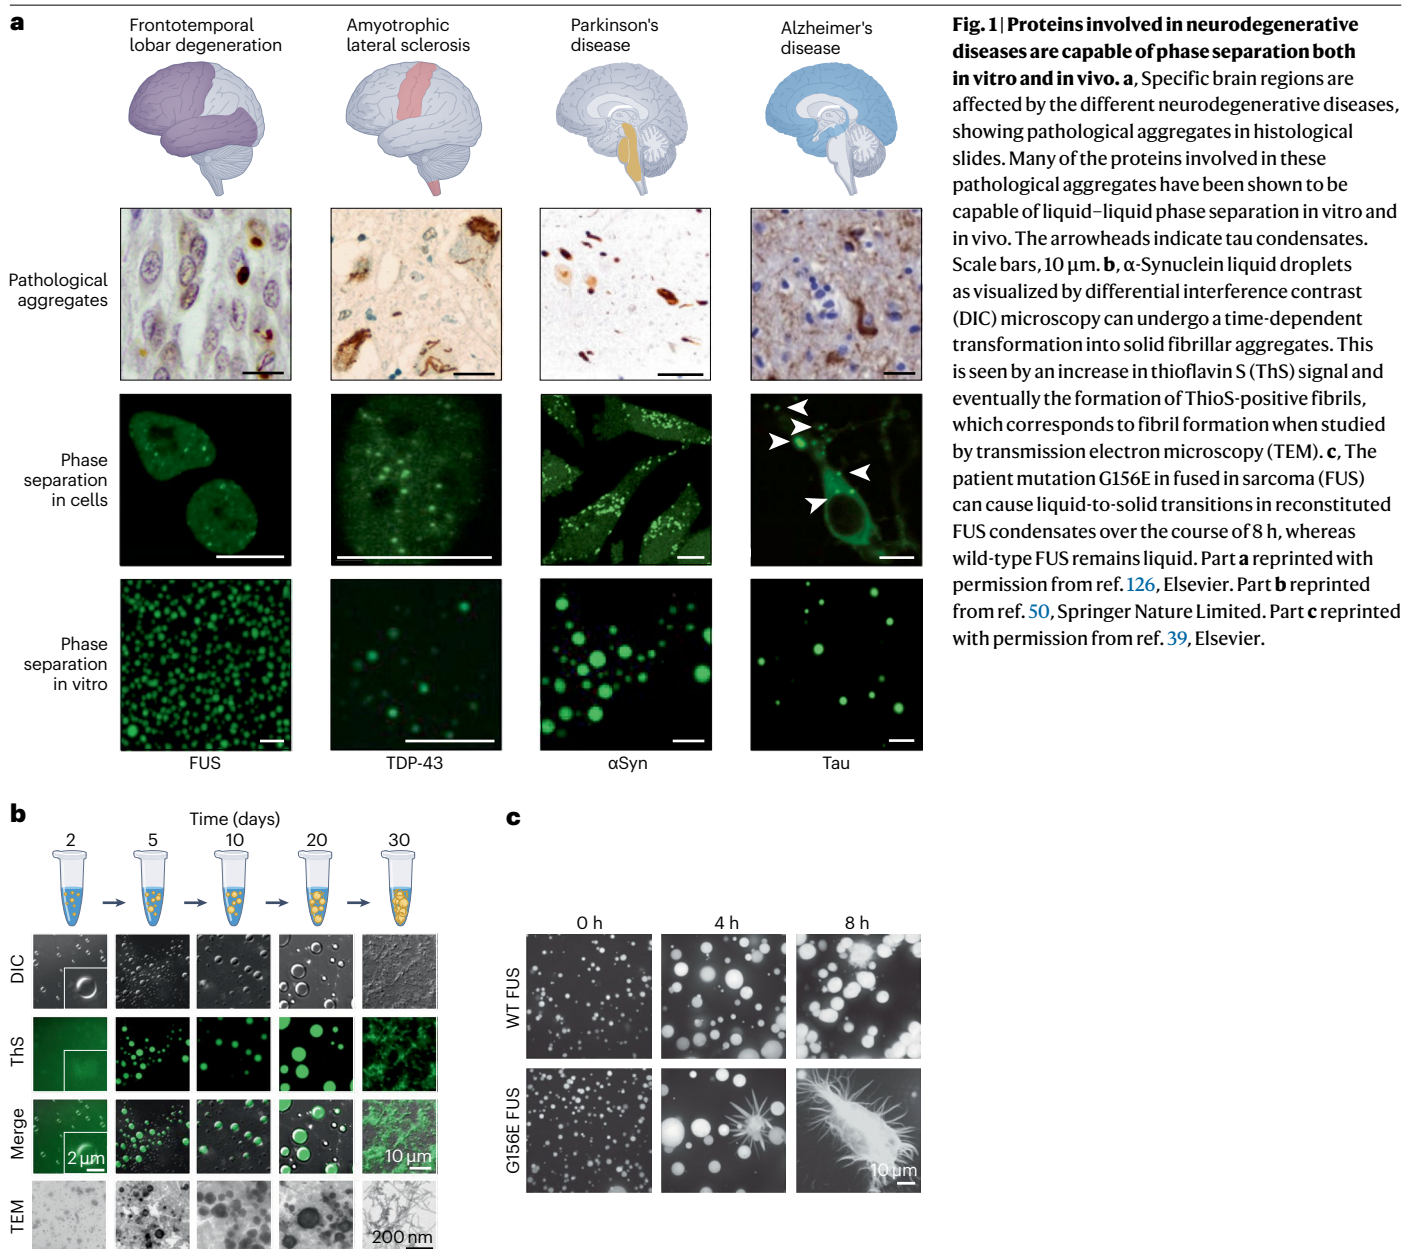 a
Frontotemporal
lobar degeneration
Amyotrophic
lateral sclerosis
Parkinson's
disease
Alzheimer's
disease
Pathological
aggregates
Phase
separation
in cells
Phase
separation
in vitro
FUS
TDP-43
αSyn
Tau
Fig. 1 | Proteins involved in neurodegenerative
diseases are capable of phase separation both
in vitro and in vivo. a, Specific brain regions are
affected by the different neurodegenerative diseases,
showing pathological aggregates in histological
slides. Many of the proteins involved in these
pathological aggregates have been shown to be
capable of liquid–liquid phase separation in vitro and
in vivo. The arrowheads indicate tau condensates.
Scale bars, 10 μm. b, α-Synuclein liquid droplets
as visualized by differential interference contrast
(DIC) microscopy can undergo a time-dependent
transformation into solid fibrillar aggregates. This
is seen by an increase in thioflavin S (ThS) signal and
eventually the formation of ThioS-positive fibrils,
which corresponds to fibril formation when studied
by transmission electron microscopy (TEM). c, The
patient mutation G156E in fused in sarcoma (FUS)
can cause liquid-to-solid transitions in reconstituted
FUS condensates over the course of 8 h, whereas
wild-type FUS remains liquid. Part a reprinted with
permission from ref. 126, Elsevier. Part b reprinted
from ref. 50, Springer Nature Limited. Part c reprinted
with permission from ref. 39, Elsevier.
b
Time (days)
2 5 10 20 30
DIC
ThS
Merge
2 μm
10 μm
TEM
200 nm
c
0 h 4 h 8 h
WT FUS
G156E FUS
10 μm